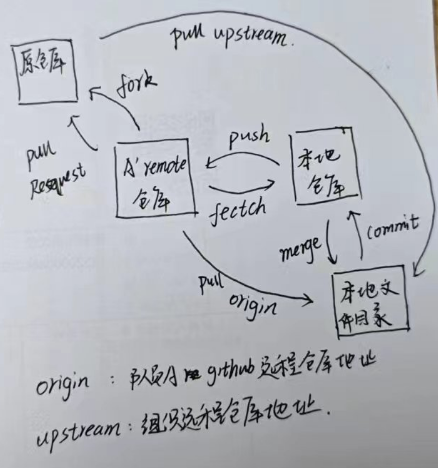 pull upstream.
原仓库
fork
pull
Resquest
A' remote
仓库
push
fectch
本地
仓库
merge
commit
pull
origin
本地文
件目录
origin : 队员A github远程仓库地址
upstream : 组织远程仓库地址.